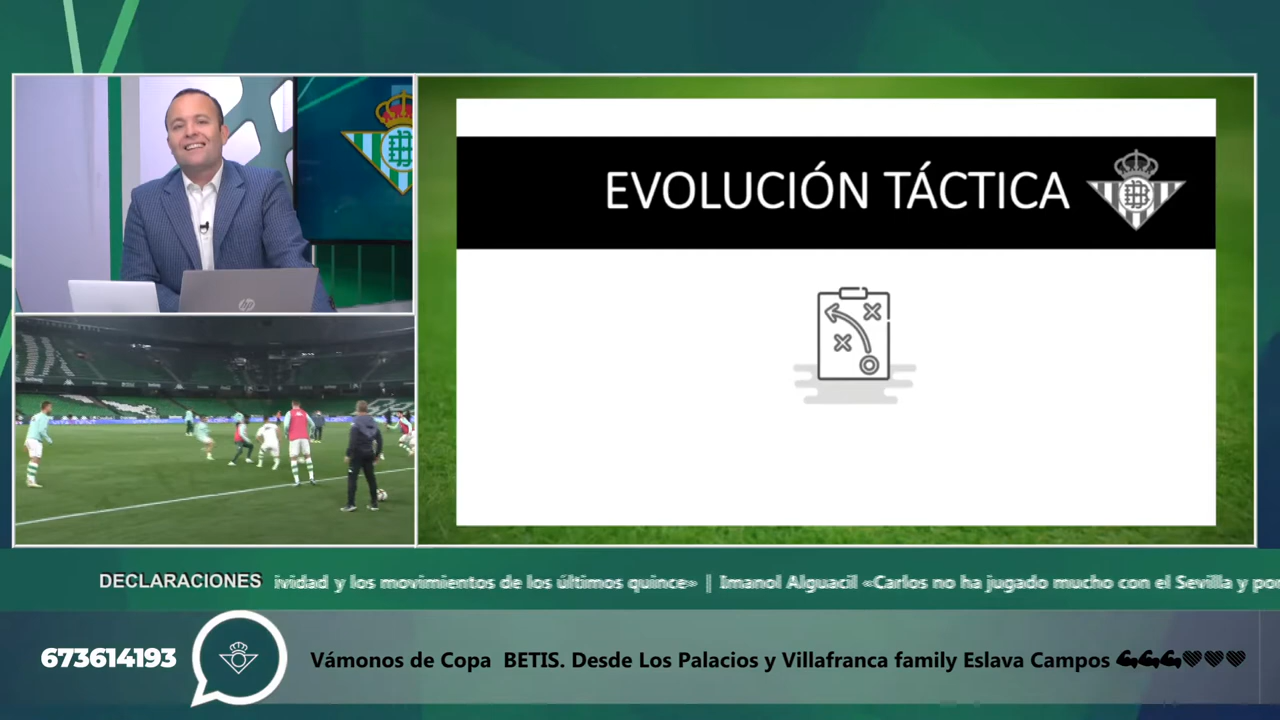 EVOLUCIÓN TÁCTICA
hp
DECLARACIONES
ividad y los movimientos de los últimos quince» | Imanol Alguacil «Carlos no ha jugado mucho con el Sevilla y por
673614193
Vámonos de Copa BETIS. Desde Los Palacios y Villafranca family Eslava Campos 💪💪💪🖤🖤🖤